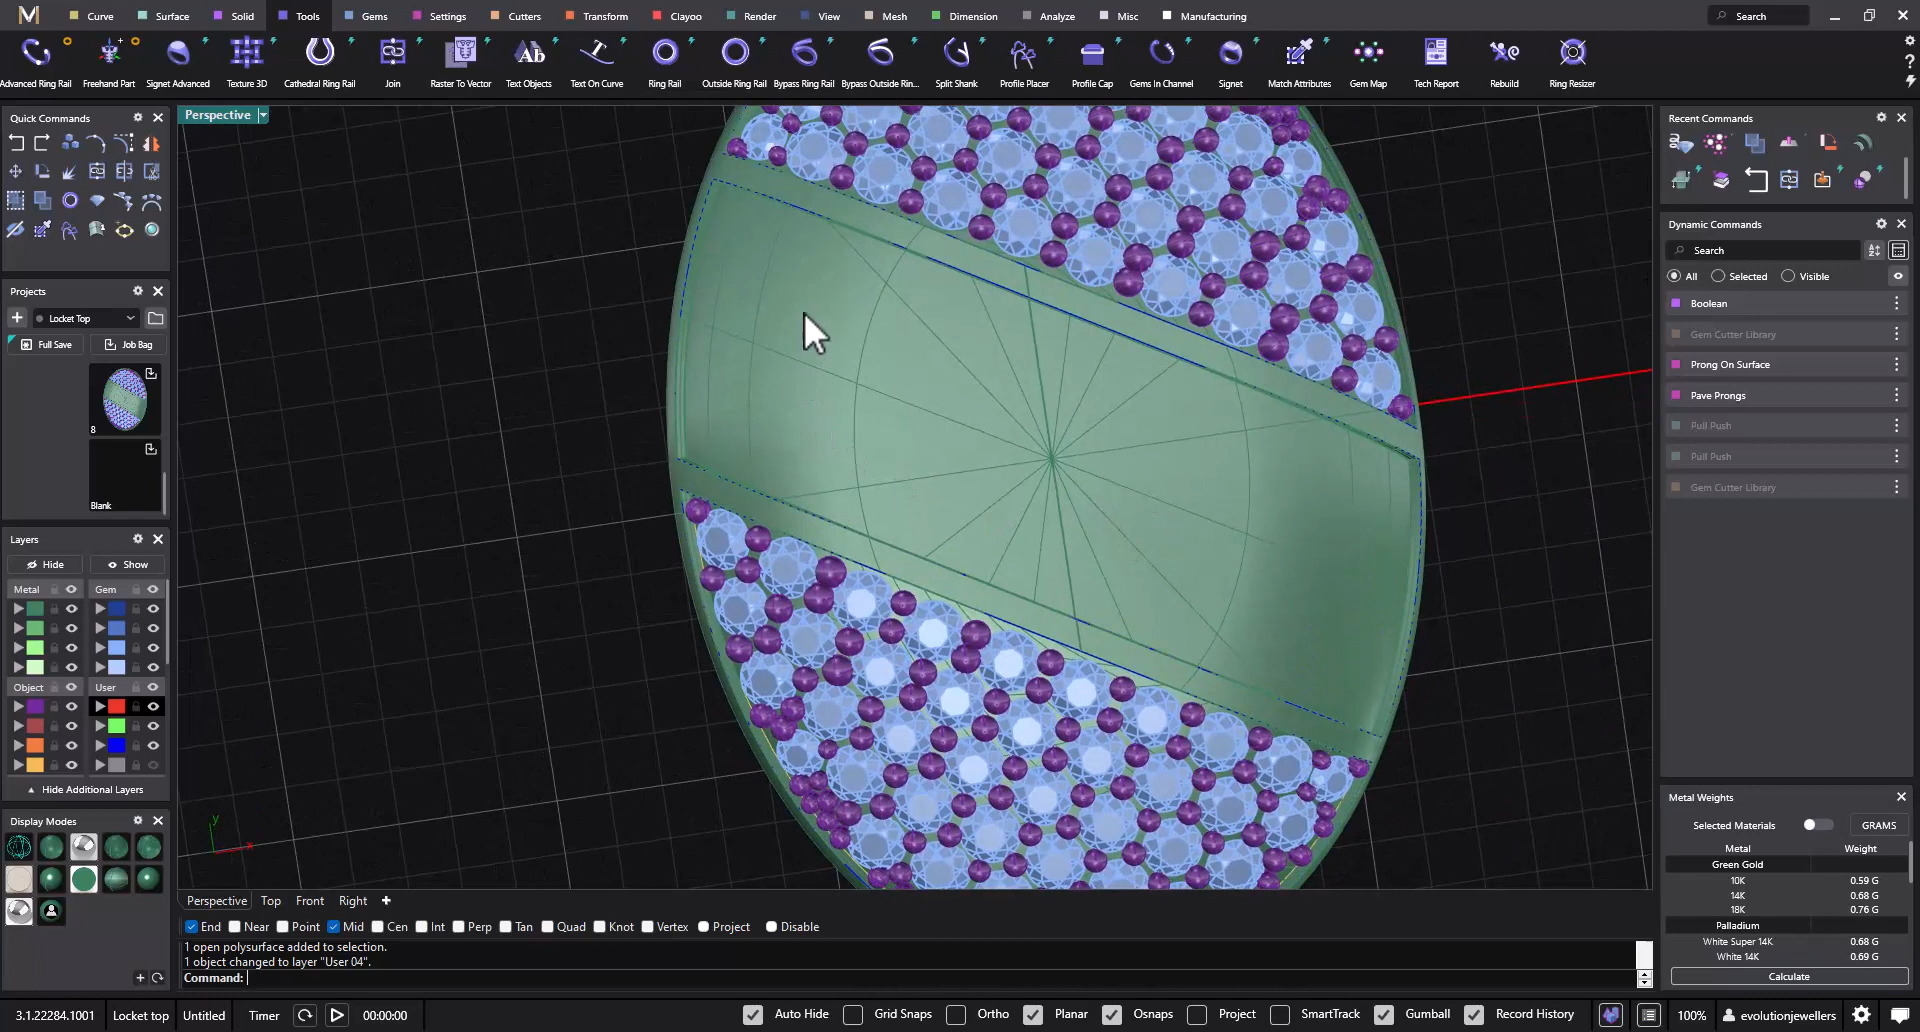 Curve Surface Solid Tools Gems Settings Cutters Transform Clayoo Render View Mesh Dimension Analyze Misc Manufacturing Search
Advanced Ring Rail Freehand Part Signet Advanced Texture 3D Cathedral Ring Rail Join Raster To Vector Text Objects Text On Curve Ring Rail Outside Ring Rail Bypass Ring Rail Bypass Outside Rin... Split Shank Profile Placer Profile Cap Gems In Channel Signet Match Attributes Gem Map Tech Report Rebuild Ring Resizer
Quick Commands
Projects
Locket Top
Full Save Job Bag
8
Blank
Layers
Hide Show
Metal Gem
Object User
Hide Additional Layers
Display Modes
Perspective
y
x
Perspective Top Front Right
End Near Point Mid Cen Int Perp Tan Quad Knot Vertex Project Disable
1 open polysurface added to selection.
1 object changed to layer "User 04".
Command:
Recent Commands
Dynamic Commands
Search
All Selected Visible
Boolean
Gem Cutter Library
Prong On Surface
Pave Prongs
Pull Push
Pull Push
Gem Cutter Library
Metal Weights
Selected Materials GRAMS
Metal Weight
Green Gold
10K 0.59 G
14K 0.68 G
18K 0.76 G
Palladium
White Super 14K 0.68 G
White 14K 0.69 G
Calculate
3.1.22284.1001 Locket top Untitled Timer 00:00:00 Auto Hide Grid Snaps Ortho Planar Osnaps Project SmartTrack Gumball Record History 100% evolutionjewellers